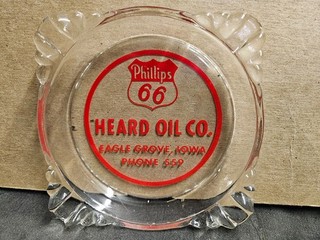 Phillips
66
HEARD OIL CO.
EAGLE GROVE, IOWA
PHONE 559